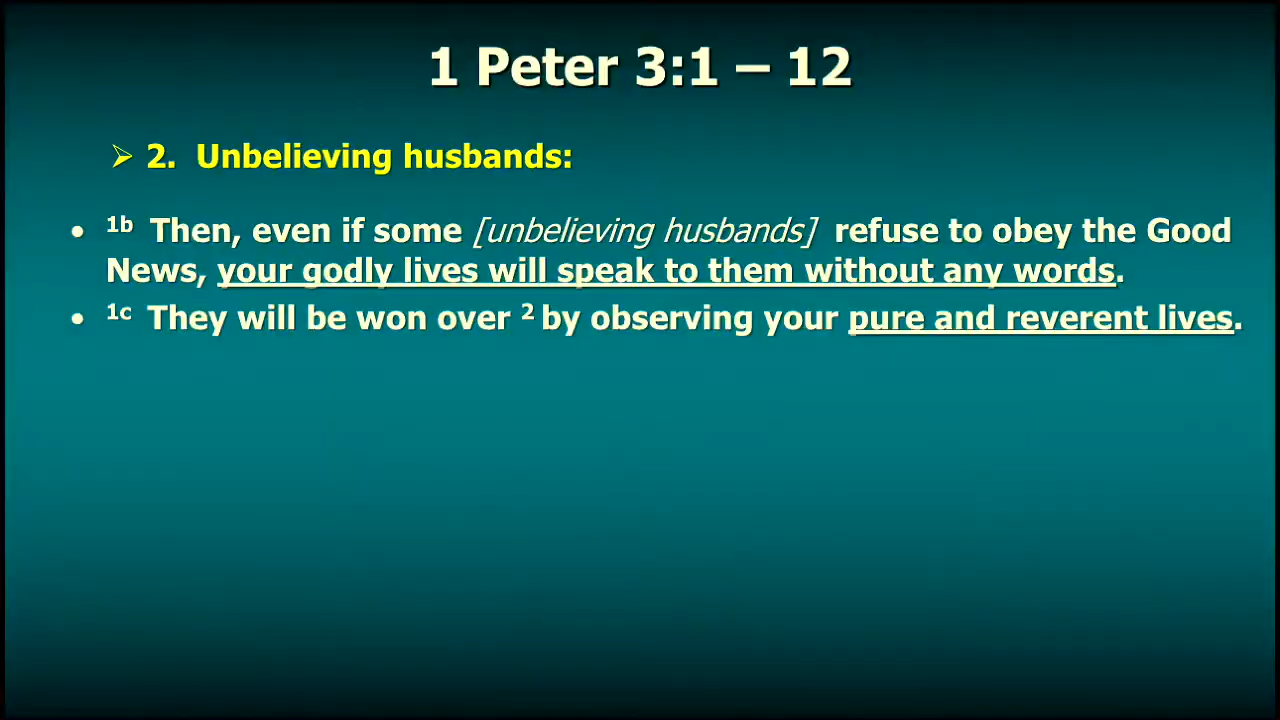 1 Peter 3:1 – 12
➢ 2. Unbelieving husbands:
• 1b Then, even if some [unbelieving husbands] refuse to obey the Good
News, your godly lives will speak to them without any words.
• 1c They will be won over 2 by observing your pure and reverent lives.